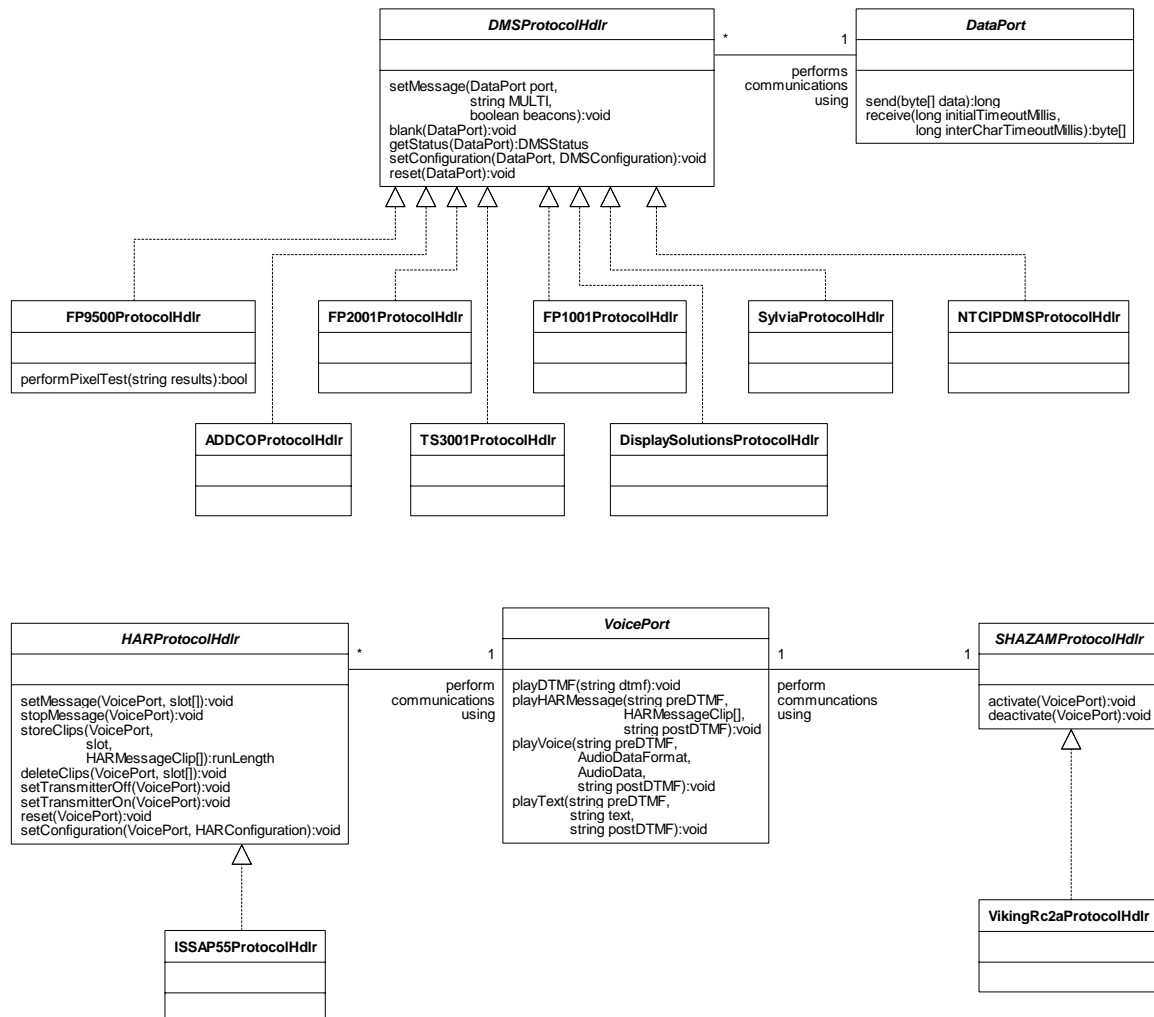 DMSProtocolHdlr
setMessage(DataPort port,
string MULTI,
boolean beacons):void
blank(DataPort):void
getStatus(DataPort):DMSStatus
setConfiguration(DataPort, DMSConfiguration):void
reset(DataPort):void
*
1
performs
communications
using
DataPort
send(byte[] data):long
receive(long initialTimeoutMillis,
long interCharTimeoutMillis):byte[]
FP9500ProtocolHdlr
performPixelTest(string results):bool
FP2001ProtocolHdlr
FP1001ProtocolHdlr
SylviaProtocolHdlr
NTCIPDMSProtocolHdlr
ADDCOProtocolHdlr
TS3001ProtocolHdlr
DisplaySolutionsProtocolHdlr
HARProtocolHdlr
setMessage(VoicePort, slot[]):void
stopMessage(VoicePort):void
storeClips(VoicePort,
slot,
HARMessageClip[]):runLength
deleteClips(VoicePort, slot[]):void
setTransmitterOff(VoicePort):void
setTransmitterOn(VoicePort):void
reset(VoicePort):void
setConfiguration(VoicePort, HARConfiguration):void
*
1
perform
communications
using
VoicePort
playDTMF(string dtmf):void
playHARMessage(string preDTMF,
HARMessageClip[],
string postDTMF):void
playVoice(string preDTMF,
AudioDataFormat,
AudioData,
string postDTMF):void
playText(string preDTMF,
string text,
string postDTMF):void
1
1
perform
communcations
using
SHAZAMProtocolHdlr
activate(VoicePort):void
deactivate(VoicePort):void
ISSAP55ProtocolHdlr
VikingRc2aProtocolHdlr